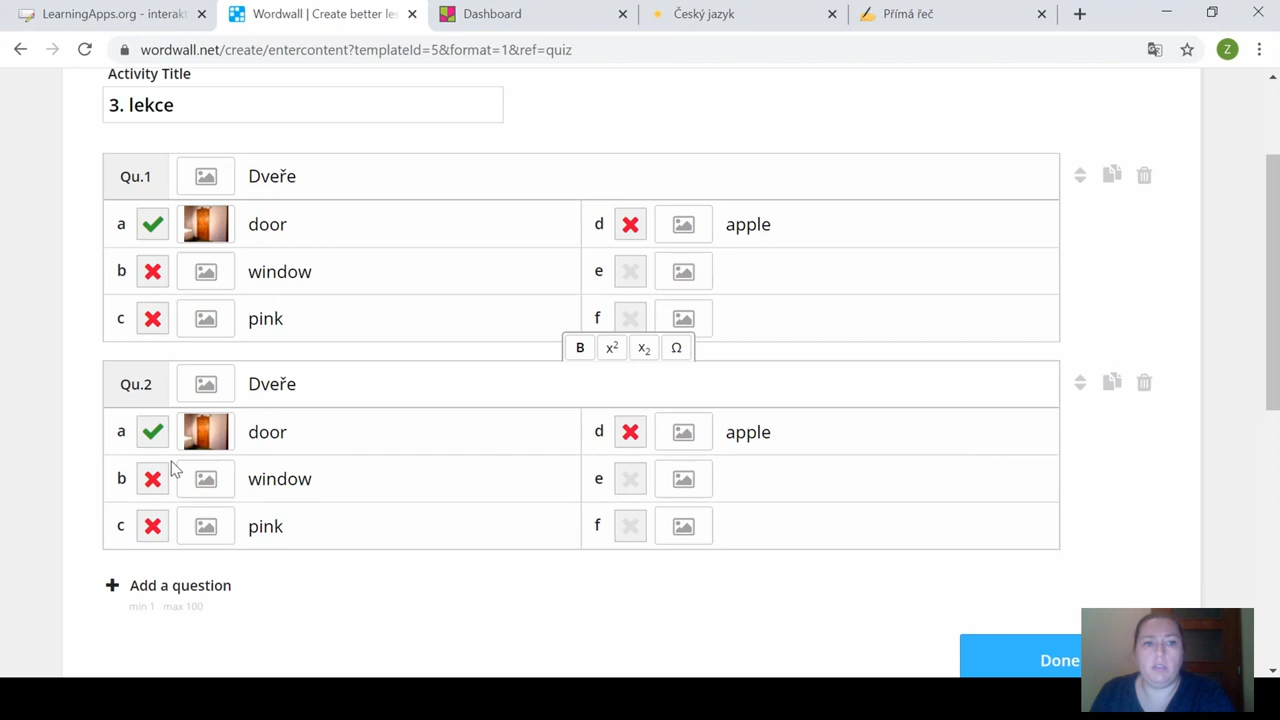 LearningApps.org - interakt
Wordwall | Create better les
Dashboard
Český jazyk
Přímá řeč
wordwall.net/create/entercontent?templateId=5&format=1&ref=quiz
Z
Activity Title
3. lekce
Qu.1 Dveře
a door d apple
b window e
c pink f
B x² x₂ Ω
Qu.2 Dveře
a door d apple
b window e
c pink f
Add a question
min 1 max 100
Done